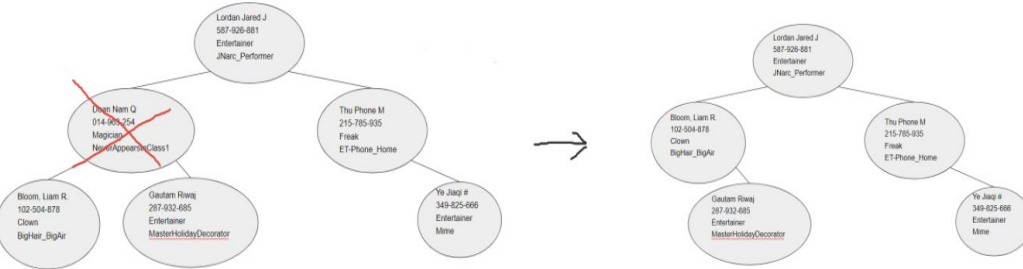 Lordan Jared J
587-926-881
Entertainer
JNarc_Performer
Doan Nam Q
014-963-254
Magician
NeverAppearsInClass1
Thu Phone M
215-785-935
Freak
ET-Phone_Home
Bloom, Liam R.
102-504-878
Clown
BigHair_BigAir
Gautam Riwaj
287-932-685
Entertainer
MasterHolidayDecorator
Ye Jiaqi #
349-825-666
Entertainer
Mime
Lordan Jared J
587-926-881
Entertainer
JNarc_Performer
Bloom, Liam R.
102-504-878
Clown
BigHair_BigAir
Thu Phone M
215-785-935
Freak
ET-Phone_Home
Gautam Riwaj
287-932-685
Entertainer
MasterHolidayDecorator
Ye Jiaqi #
349-825-666
Entertainer
Mime